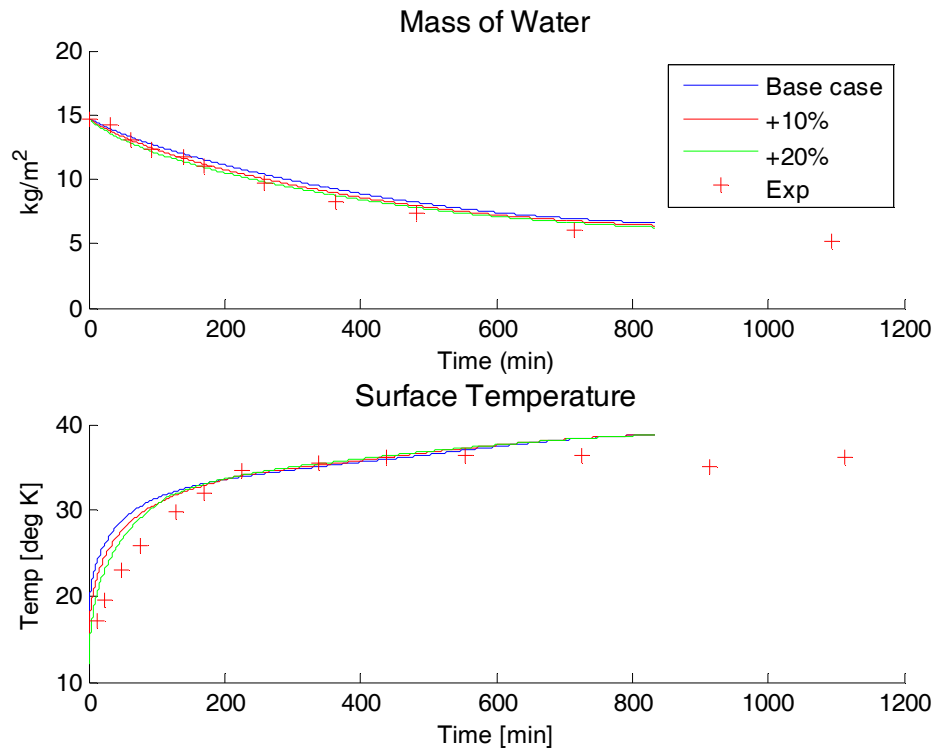 Mass of Water
20
15
10
5
0
kg/m²
0 200 400 600 800 1000 1200
Time (min)
Base case
+10%
+20%
Exp
Surface Temperature
40
30
20
10
Temp [deg K]
0 200 400 600 800 1000 1200
Time [min]